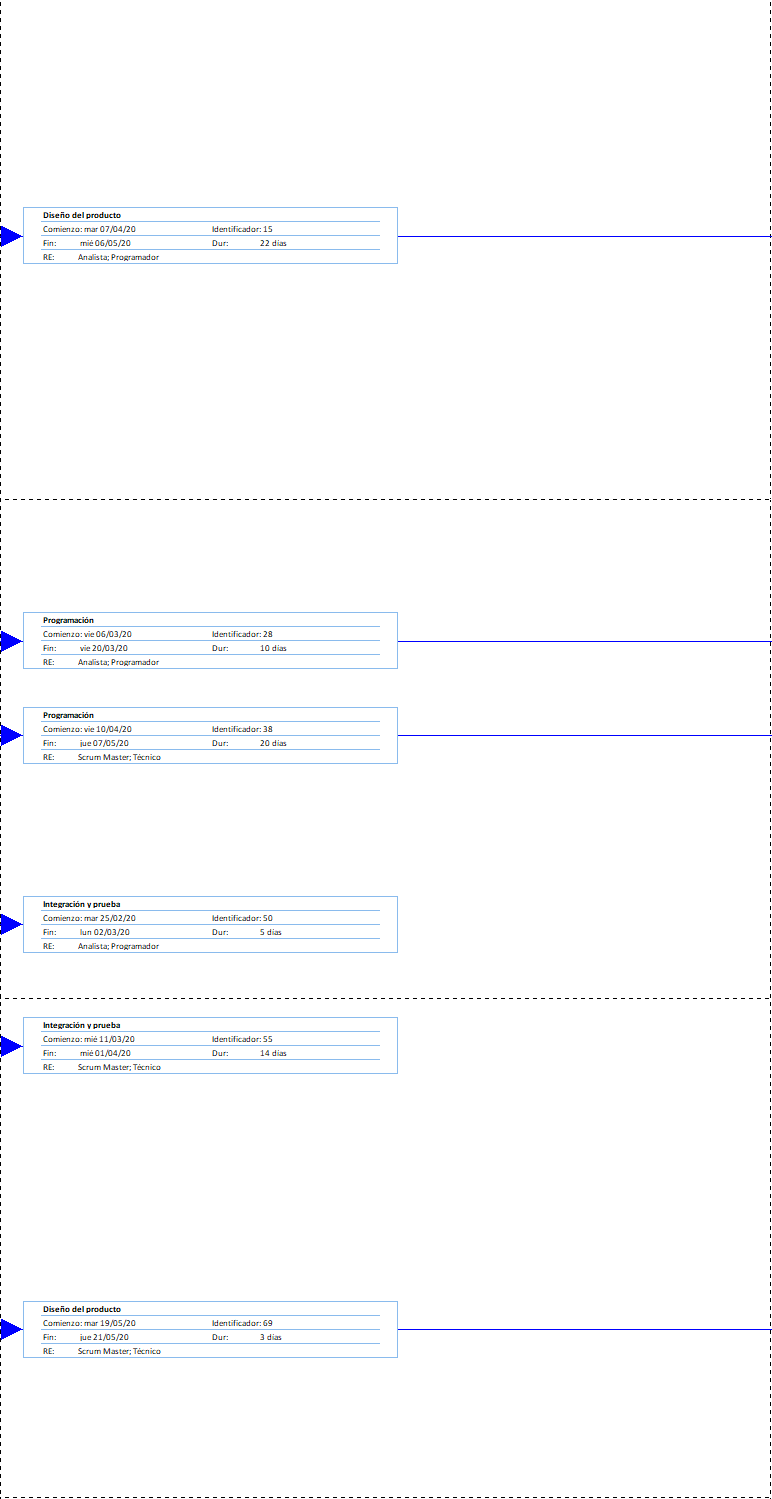 Diseño del producto
Comienzo: mar 07/04/20 Identificador: 15
Fin: mié 06/05/20 Dur: 22 días
RE: Analista; Programador
Programación
Comienzo: vie 06/03/20 Identificador: 28
Fin: vie 20/03/20 Dur: 10 días
RE: Analista; Programador
Programación
Comienzo: vie 10/04/20 Identificador: 38
Fin: jue 07/05/20 Dur: 20 días
RE: Scrum Master; Técnico
Integración y prueba
Comienzo: mar 25/02/20 Identificador: 50
Fin: lun 02/03/20 Dur: 5 días
RE: Analista; Programador
Integración y prueba
Comienzo: mié 11/03/20 Identificador: 55
Fin: mié 01/04/20 Dur: 14 días
RE: Scrum Master; Técnico
Diseño del producto
Comienzo: mar 19/05/20 Identificador: 69
Fin: jue 21/05/20 Dur: 3 días
RE: Scrum Master; Técnico